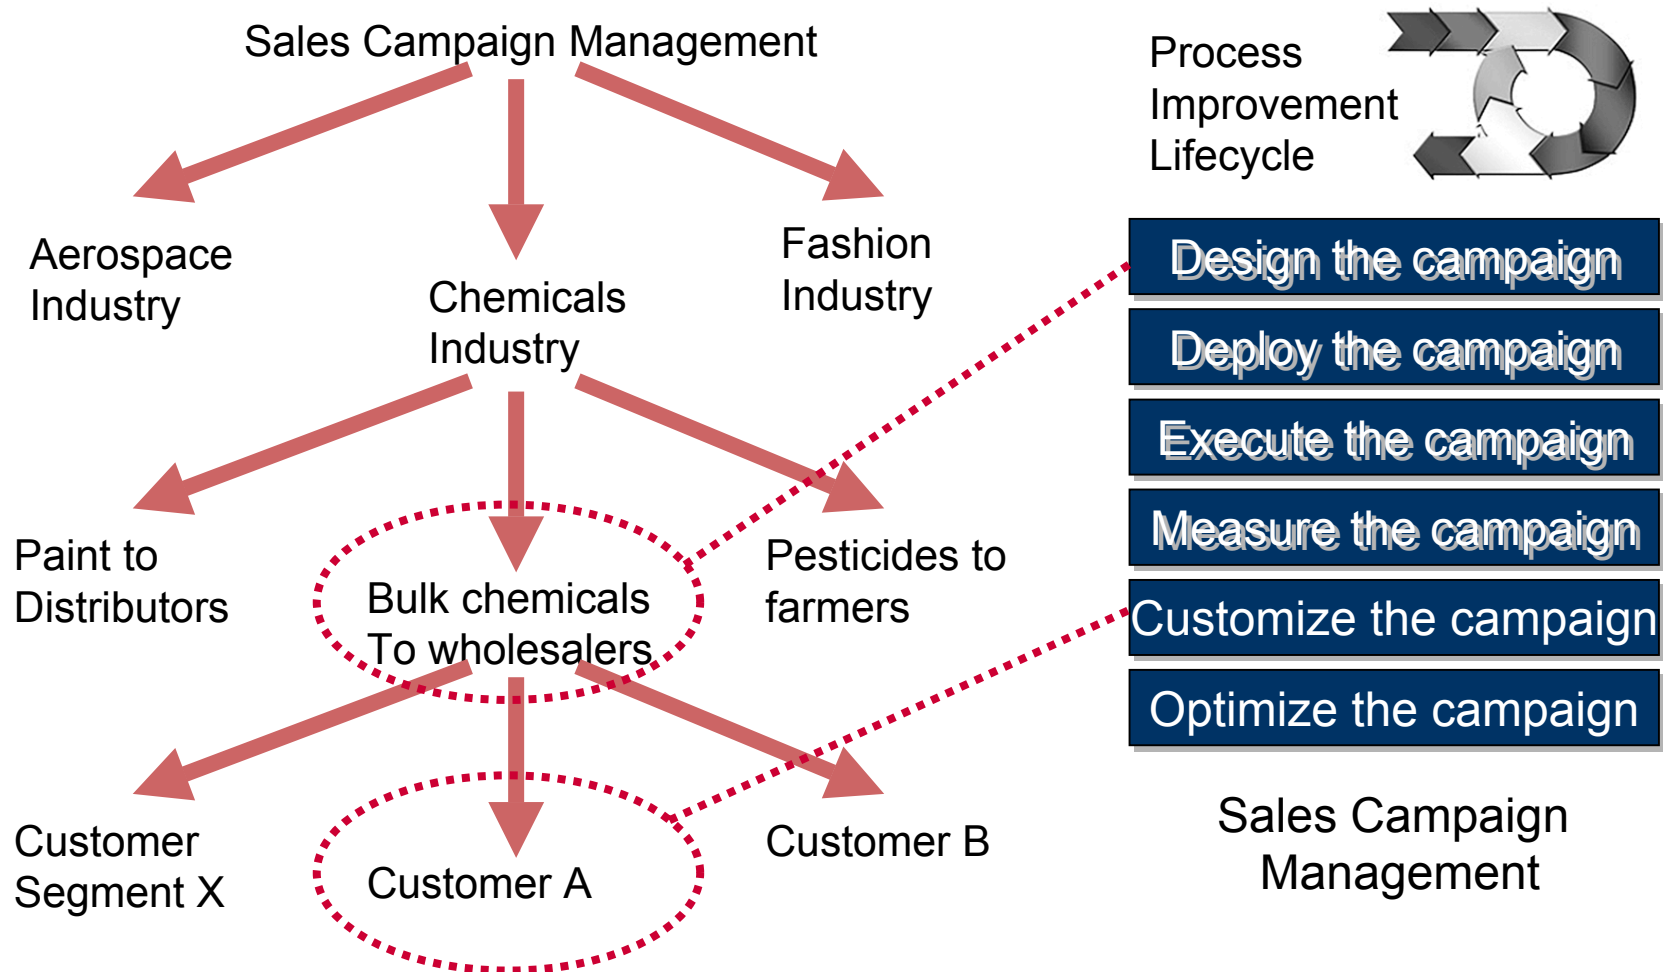 Sales Campaign Management
Aerospace
Industry
Chemicals
Industry
Fashion
Industry
Paint to
Distributors
Bulk chemicals
To wholesalers
Pesticides to
farmers
Customer
Segment X
Customer A
Customer B
Process
Improvement
Lifecycle
Design the campaign
Deploy the campaign
Execute the campaign
Measure the campaign
Customize the campaign
Optimize the campaign
Sales Campaign
Management